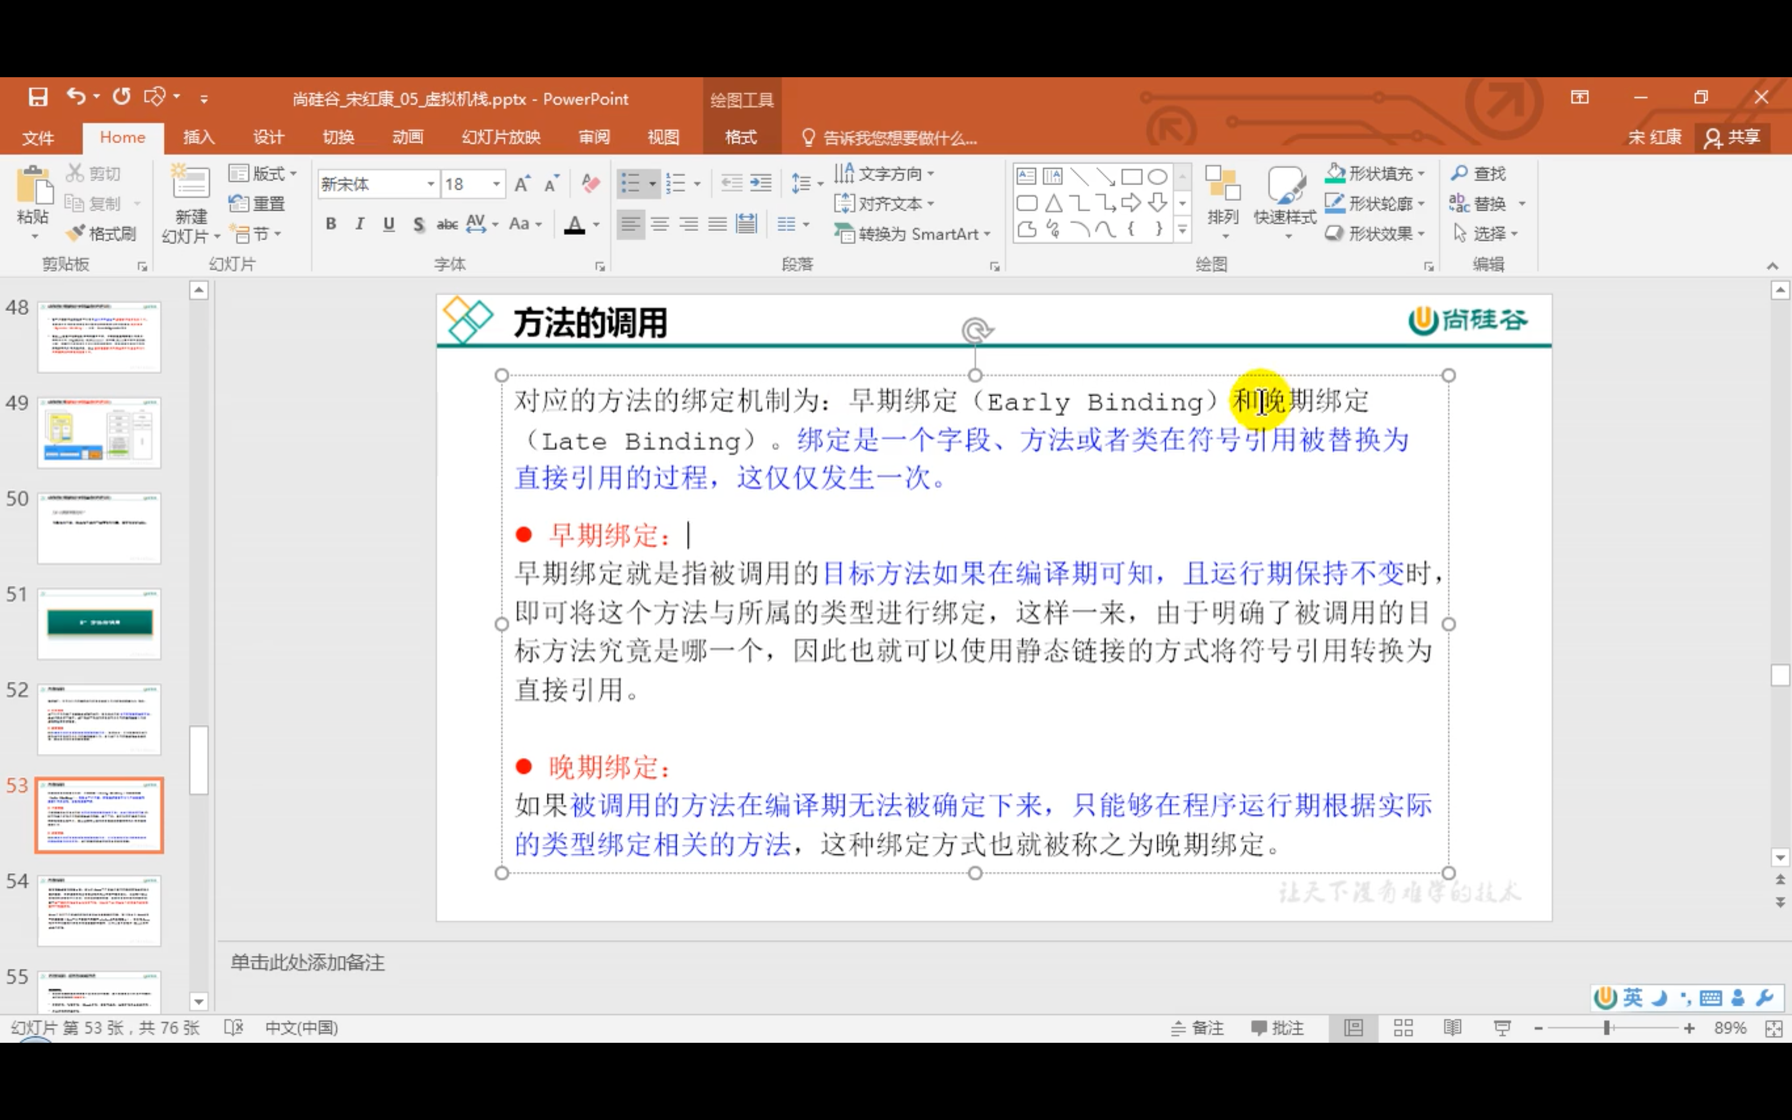 尚硅谷_宋红康_05_虚拟机栈.pptx - PowerPoint
绘图工具
文件 Home 插入 设计 切换 动画 幻灯片放映 审阅 视图 格式 告诉我您想要做什么... 宋 红康 共享
粘贴
剪切
复制
格式刷
剪贴板
新建
幻灯片
版式
重置
节
幻灯片
新宋体 18
B I U S abc AV Aa A
字体
文字方向
对齐文本
转换为 SmartArt
段落
排列
快速样式
形状填充
形状轮廓
形状效果
绘图
查找
替换
选择
编辑
48
49
50
51
52
53
54
55
方法的调用
尚硅谷
对应的方法的绑定机制为：早期绑定（Early Binding）和晚期绑定
（Late Binding）。绑定是一个字段、方法或者类在符号引用被替换为
直接引用的过程，这仅仅发生一次。
● 早期绑定：
早期绑定就是指被调用的目标方法如果在编译期可知，且运行期保持不变时，
即可将这个方法与所属的类型进行绑定，这样一来，由于明确了被调用的目
标方法究竟是哪一个，因此也就可以使用静态链接的方式将符号引用转换为
直接引用。
● 晚期绑定：
如果被调用的方法在编译期无法被确定下来，只能够在程序运行期根据实际
的类型绑定相关的方法，这种绑定方式也就被称之为晚期绑定。
让天下没有难学的技术
单击此处添加备注
英
幻灯片 第 53 张，共 76 张 中文(中国) 备注 批注 89%